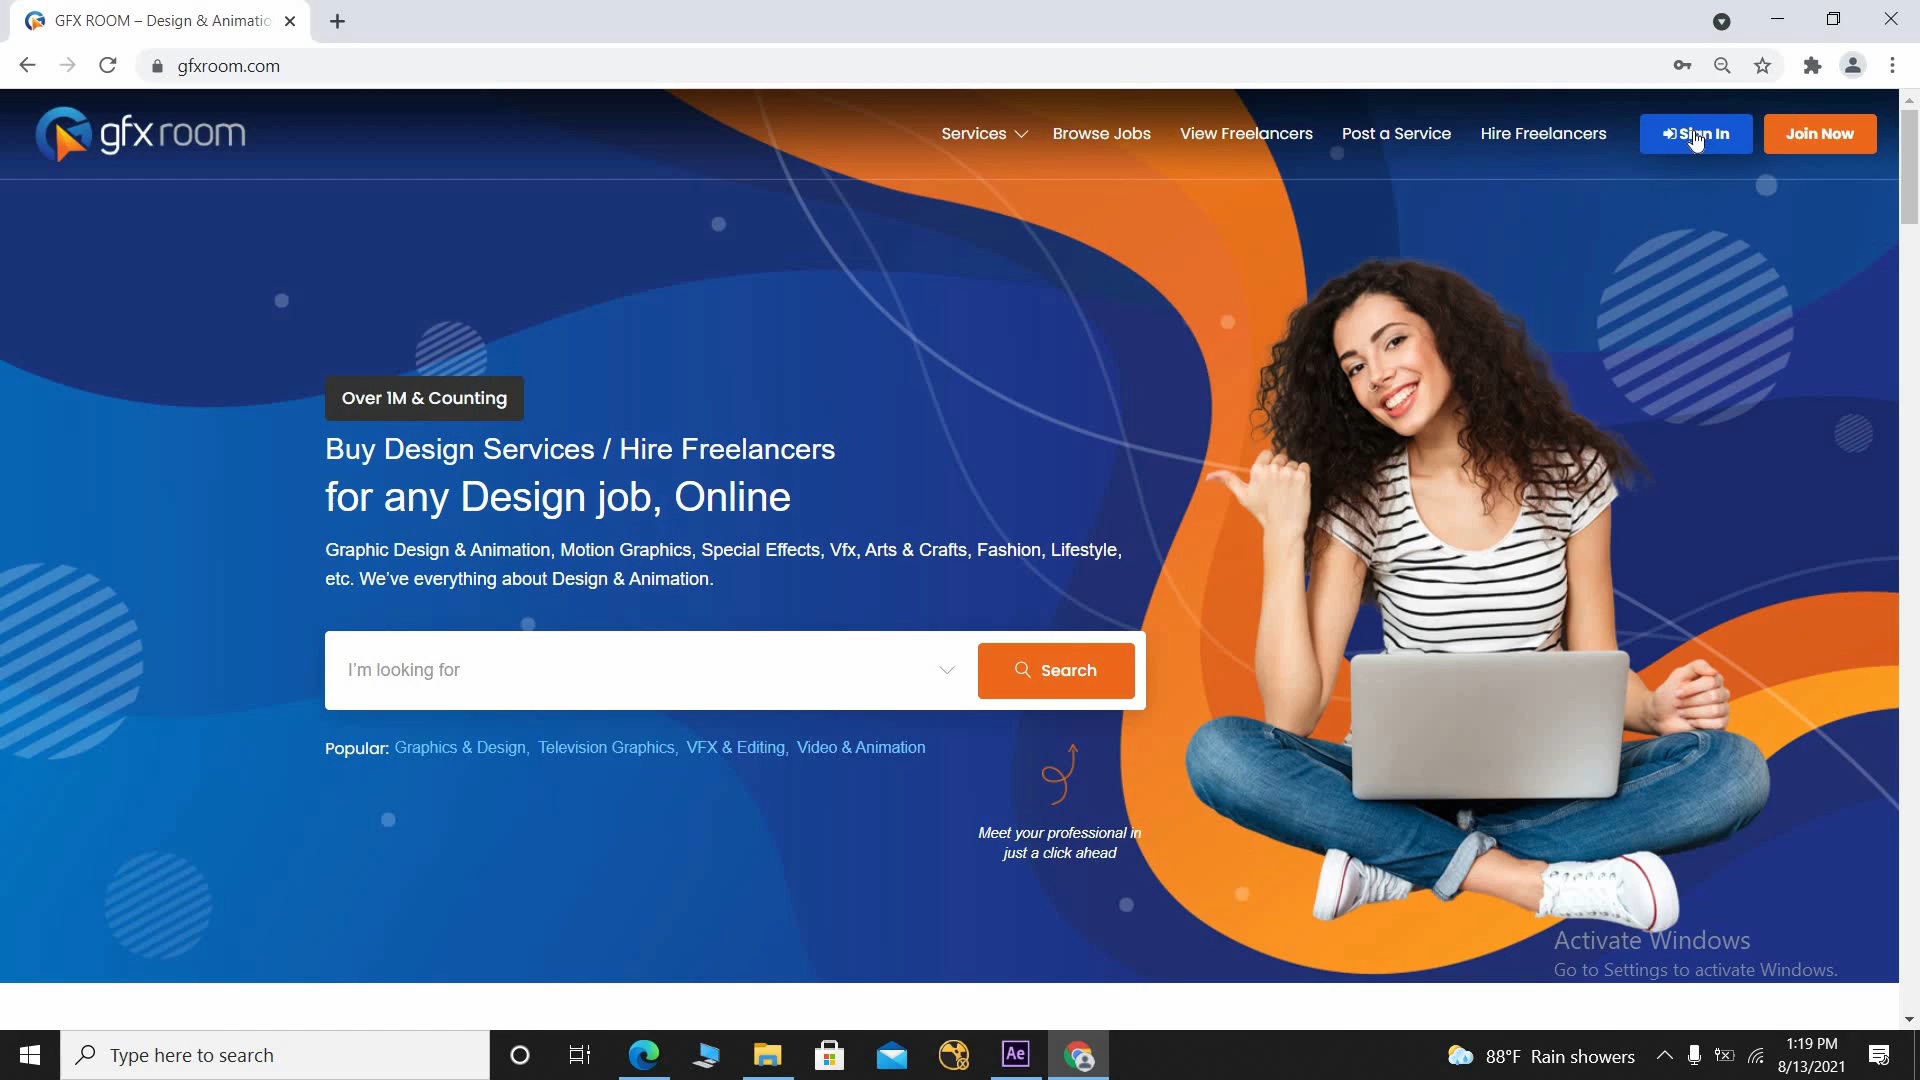 GFX ROOM – Design & Animatio
gfxroom.com
gfxroom
Services
Browse Jobs
View Freelancers
Post a Service
Hire Freelancers
Sign In
Join Now
Over 1M & Counting
Buy Design Services / Hire Freelancers
for any Design job, Online
Graphic Design & Animation, Motion Graphics, Special Effects, Vfx, Arts & Crafts, Fashion, Lifestyle,
etc. We've everything about Design & Animation.
I'm looking for
Search
Popular: Graphics & Design, Television Graphics, VFX & Editing, Video & Animation
Meet your professional in
just a click ahead
Activate Windows
Go to Settings to activate Windows.
Type here to search
Ae
88°F Rain showers
1:19 PM
8/13/2021